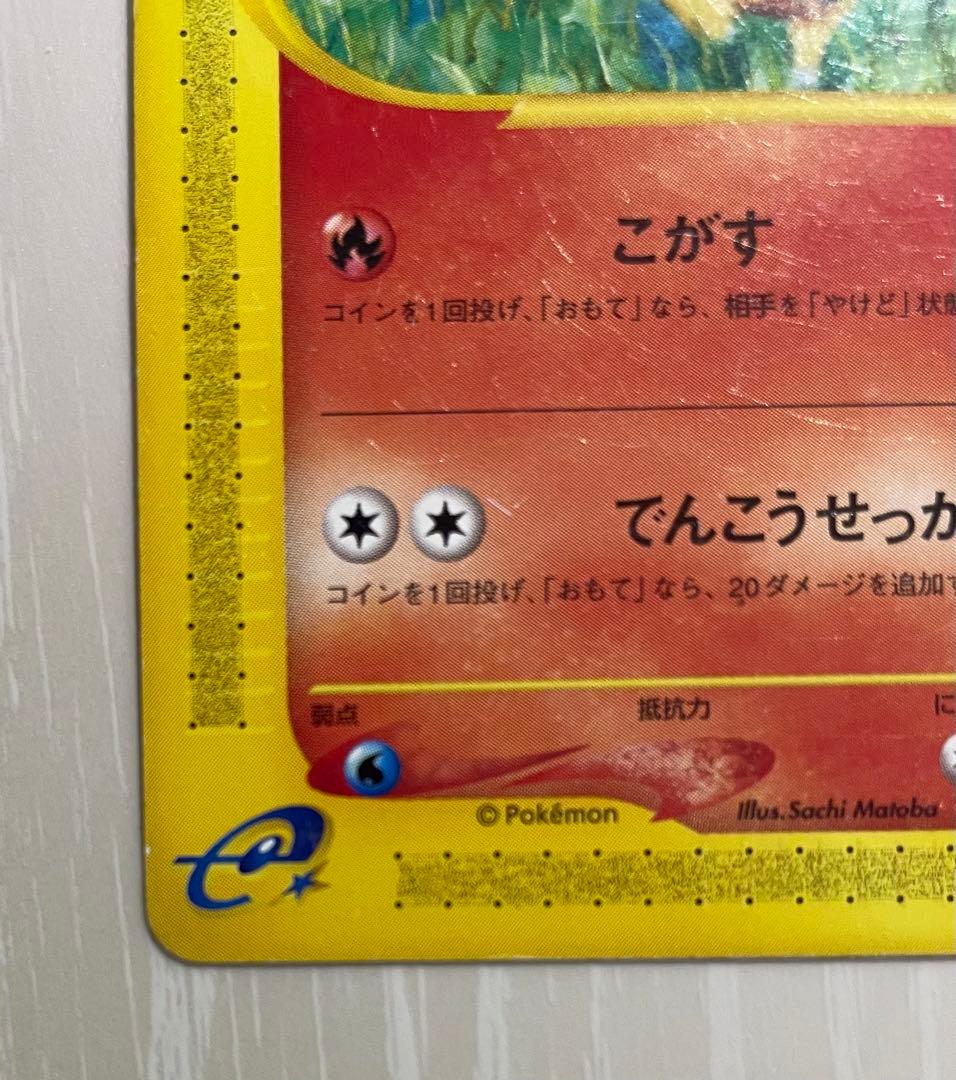 こがす
コインを1回投げ、「おもて」なら、相手を「やけど」状態
でんこうせっか
コインを1回投げ、「おもて」なら、20ダメージを追加
弱点
抵抗力
に
© Pokémon
Illus. Sachi Matoba
e